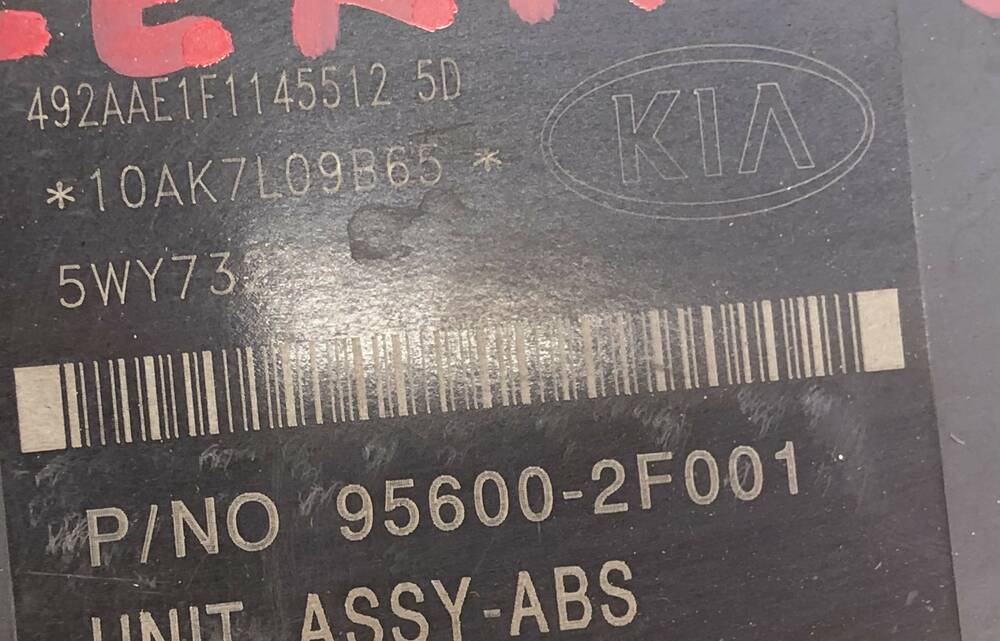 492AAE1F1145512 5D
*10AK7L09B65 *
KIA
5WY73
P/NO 95600-2F001
UNIT ASSY-ABS